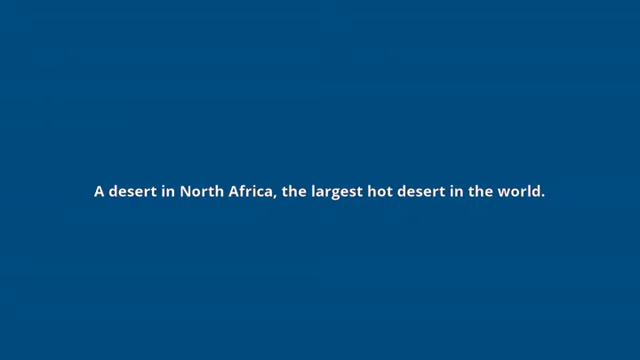 A desert in North Africa, the largest hot desert in the world.